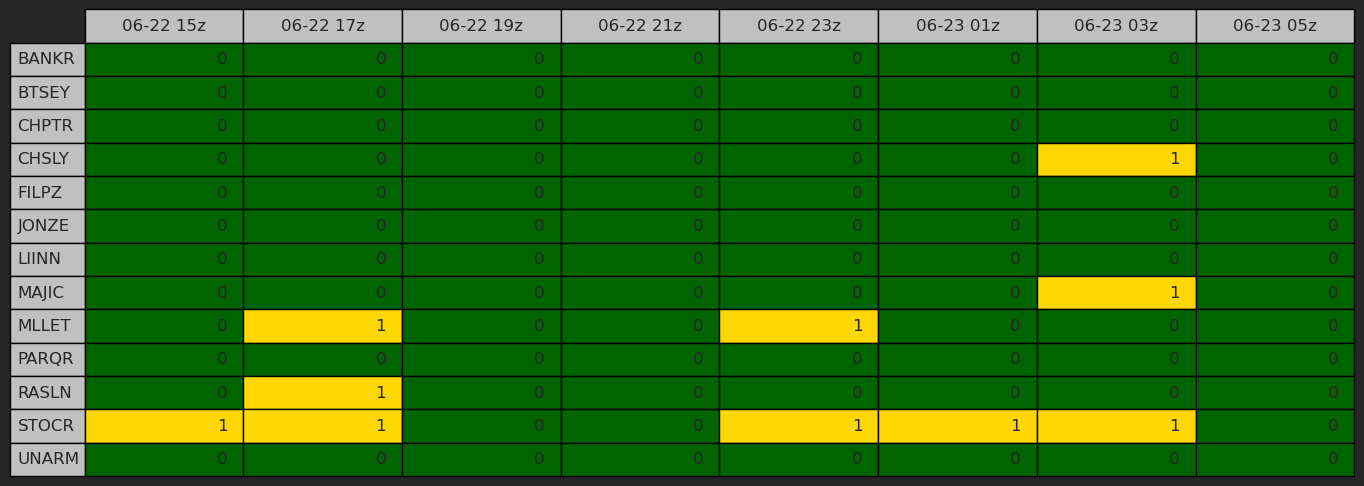 06-22 15z 06-22 17z 06-22 19z 06-22 21z 06-22 23z 06-23 01z 06-23 03z 06-23 05z
BANKR 0 0 0 0 0 0 0 0
BTSEY 0 0 0 0 0 0 0 0
CHPTR 0 0 0 0 0 0 0 0
CHSLY 0 0 0 0 0 0 1 0
FILPZ 0 0 0 0 0 0 0 0
JONZE 0 0 0 0 0 0 0 0
LIINN 0 0 0 0 0 0 0 0
MAJIC 0 0 0 0 0 0 1 0
MLLET 0 1 0 0 1 0 0 0
PARQR 0 0 0 0 0 0 0 0
RASLN 0 1 0 0 0 0 0 0
STOCR 1 1 0 0 1 1 1 0
UNARM 0 0 0 0 0 0 0 0